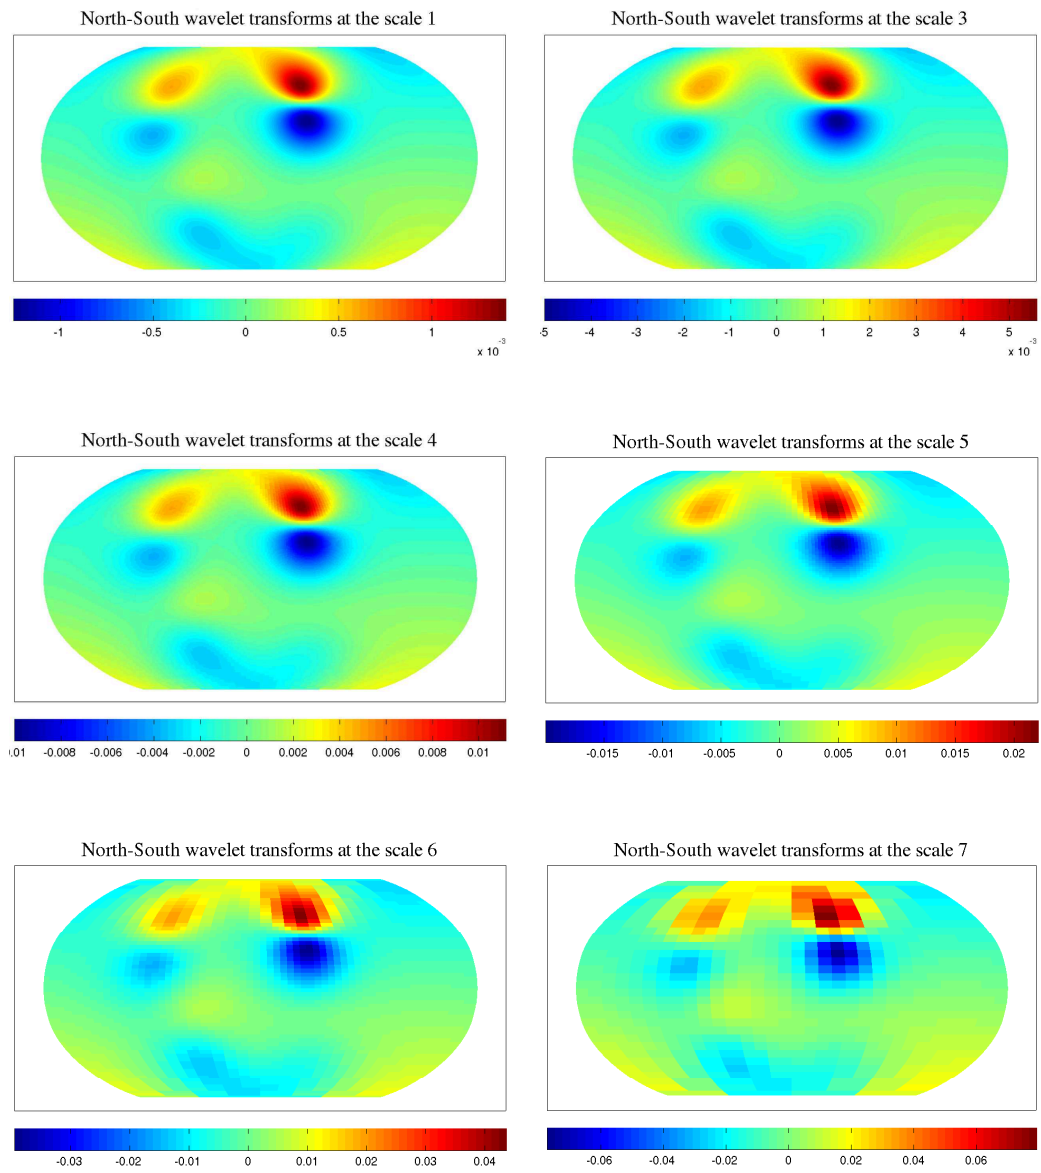 North-South wavelet transforms at the scale 1
North-South wavelet transforms at the scale 3
-1 -0.5 0 0.5 1
x 10^-3
-5 -4 -3 -2 -1 0 1 2 3 4 5
x 10^-3
North-South wavelet transforms at the scale 4
North-South wavelet transforms at the scale 5
.01 -0.008 -0.006 -0.004 -0.002 0 0.002 0.004 0.006 0.008 0.01
-0.015 -0.01 -0.005 0 0.005 0.01 0.015 0.02
North-South wavelet transforms at the scale 6
North-South wavelet transforms at the scale 7
-0.03 -0.02 -0.01 0 0.01 0.02 0.03 0.04
-0.06 -0.04 -0.02 0 0.02 0.04 0.06